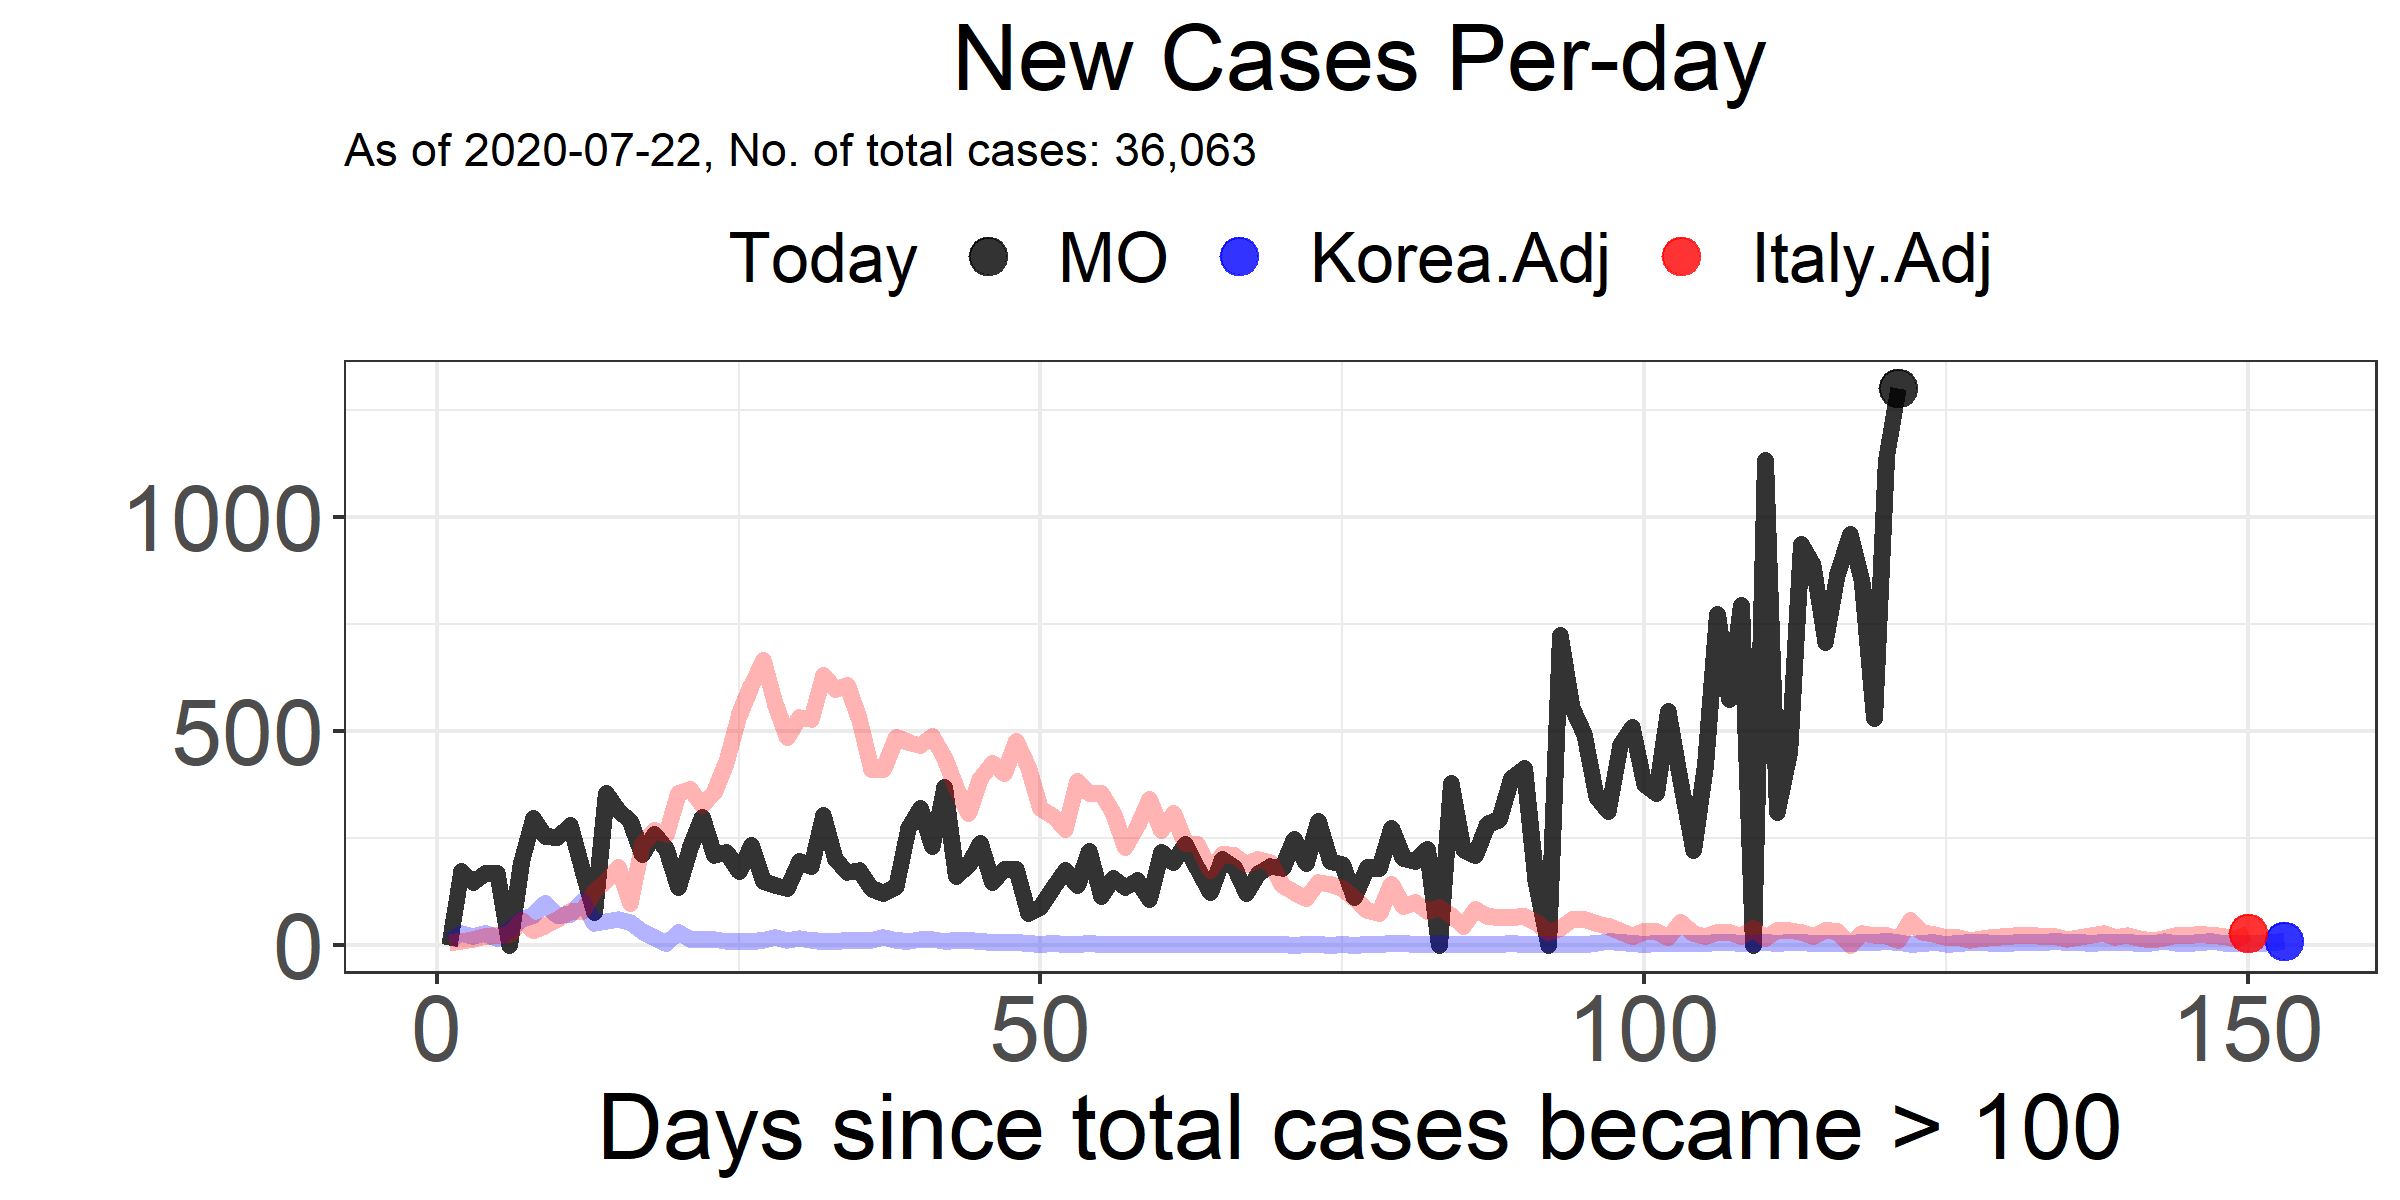 New Cases Per-day
As of 2020-07-22, No. of total cases: 36,063
Today MO Korea.Adj Italy.Adj
1000
500
0
0 50 100 150
Days since total cases became > 100